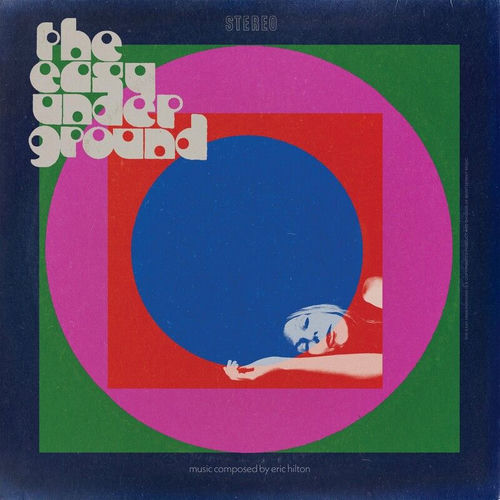 STEREO
the
easy
under
ground
music composed by eric hilton